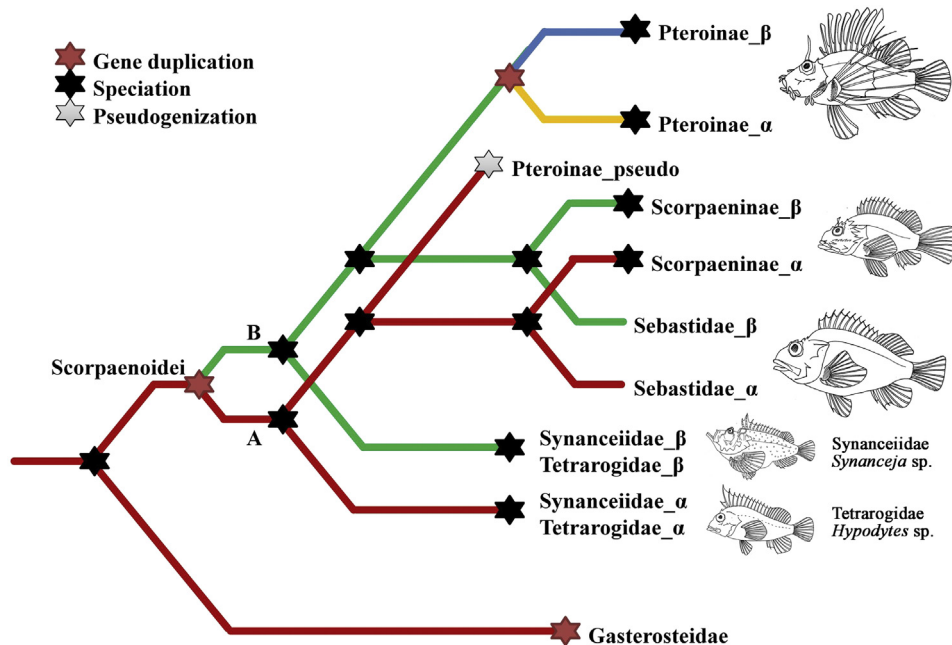 Gene duplication
Speciation
Pseudogenization
Pteroinae_β
Pteroinae_α
Pteroinae_pseudo
Scorpaeninae_β
Scorpaeninae_α
Sebastidae_β
Sebastidae_α
Scorpaenoidei
B
A
Synanceiidae_β
Tetrarogidae_β
Synanceiidae_α
Tetrarogidae_α
Synanceiidae
Synanceja sp.
Tetrarogidae
Hypodytes sp.
Gasterosteidae